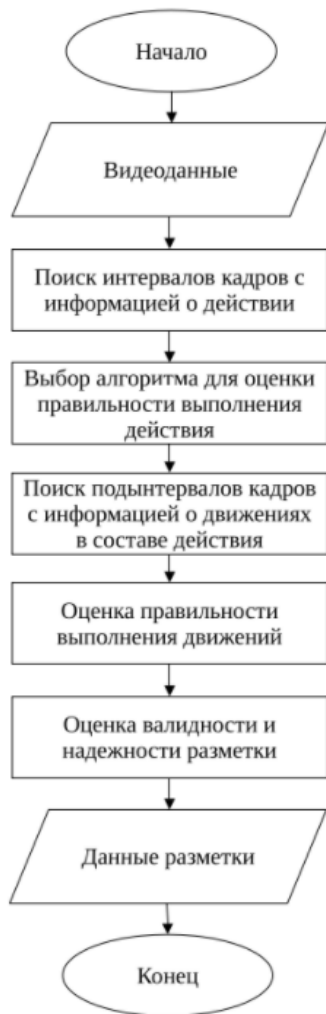 Начало
Видеоданные
Поиск интервалов кадров с
информацией о действии
Выбор алгоритма для оценки
правильности выполнения
действия
Поиск подынтервалов кадров
с информацией о движениях
в составе действия
Оценка правильности
выполнения движений
Оценка валидности и
надежности разметки
Данные разметки
Конец